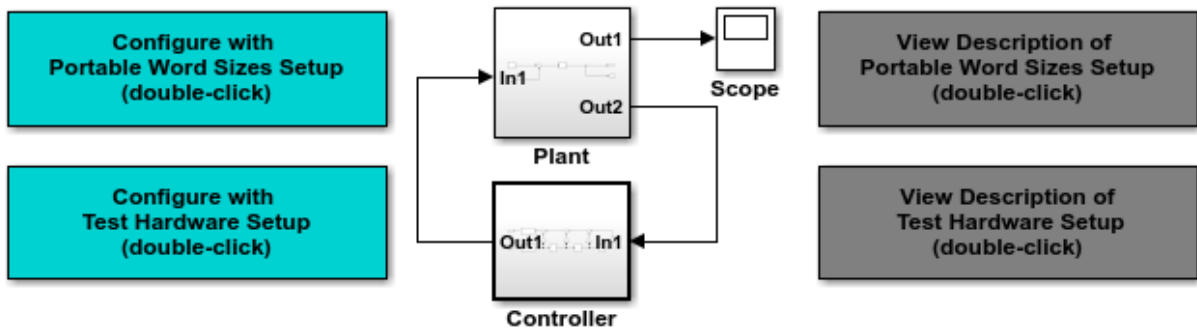 Configure with
Portable Word Sizes Setup
(double-click)
Out1
In1
Out2
Plant
Scope
View Description of
Portable Word Sizes Setup
(double-click)
Configure with
Test Hardware Setup
(double-click)
Out1
In1
Controller
View Description of
Test Hardware Setup
(double-click)